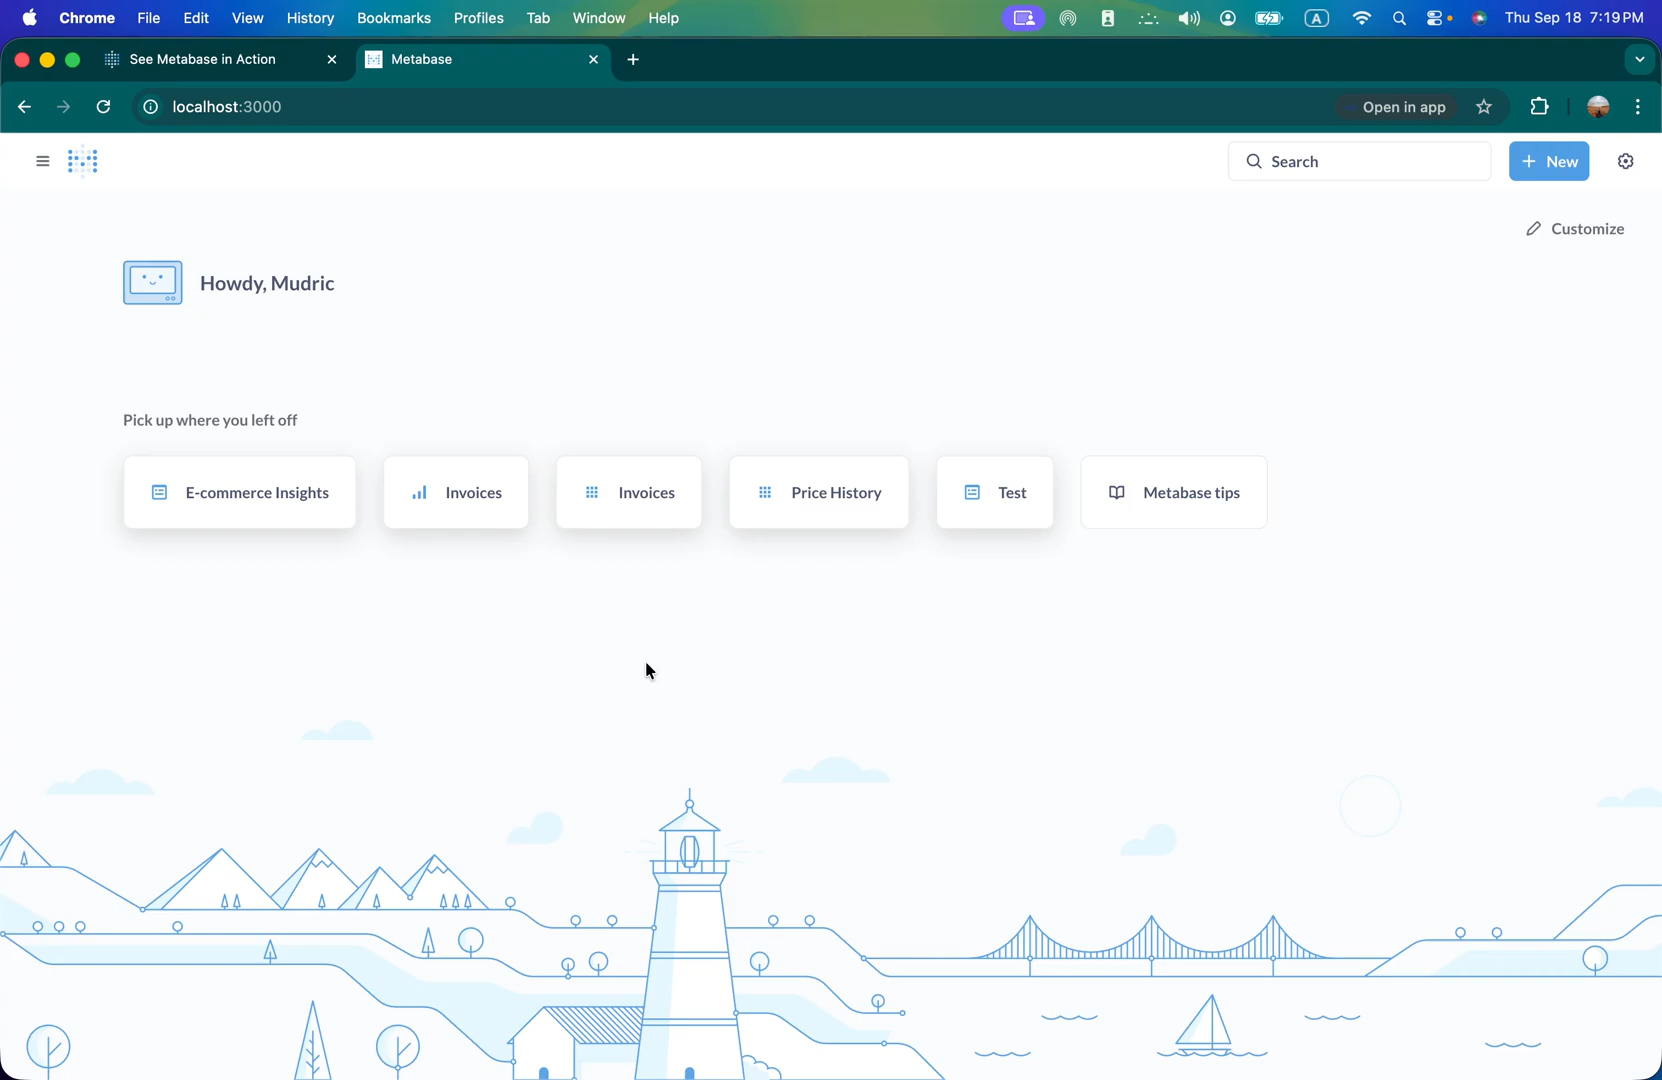 Chrome File Edit View History Bookmarks Profiles Tab Window Help A Thu Sep 18 7:19 PM
See Metabase in Action Metabase
localhost:3000 Open in app
Search New
Customize
Howdy, Mudric
Pick up where you left off
E-commerce Insights Invoices Invoices Price History Test Metabase tips